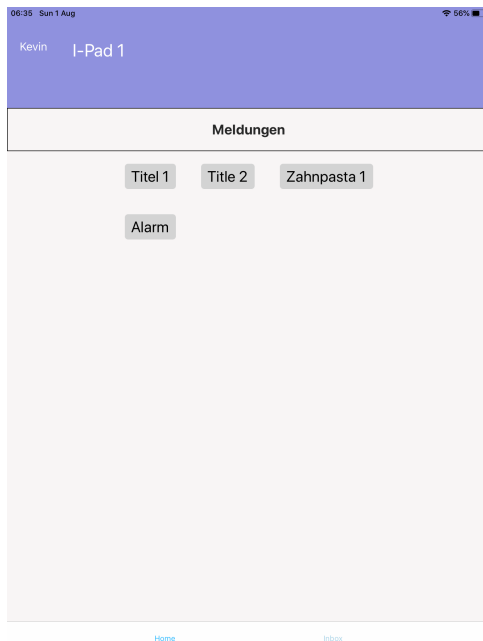 06:35 Sun 1 Aug 56%
Kevin I-Pad 1
Meldungen
Titel 1 Title 2 Zahnpasta 1
Alarm
Home Inbox